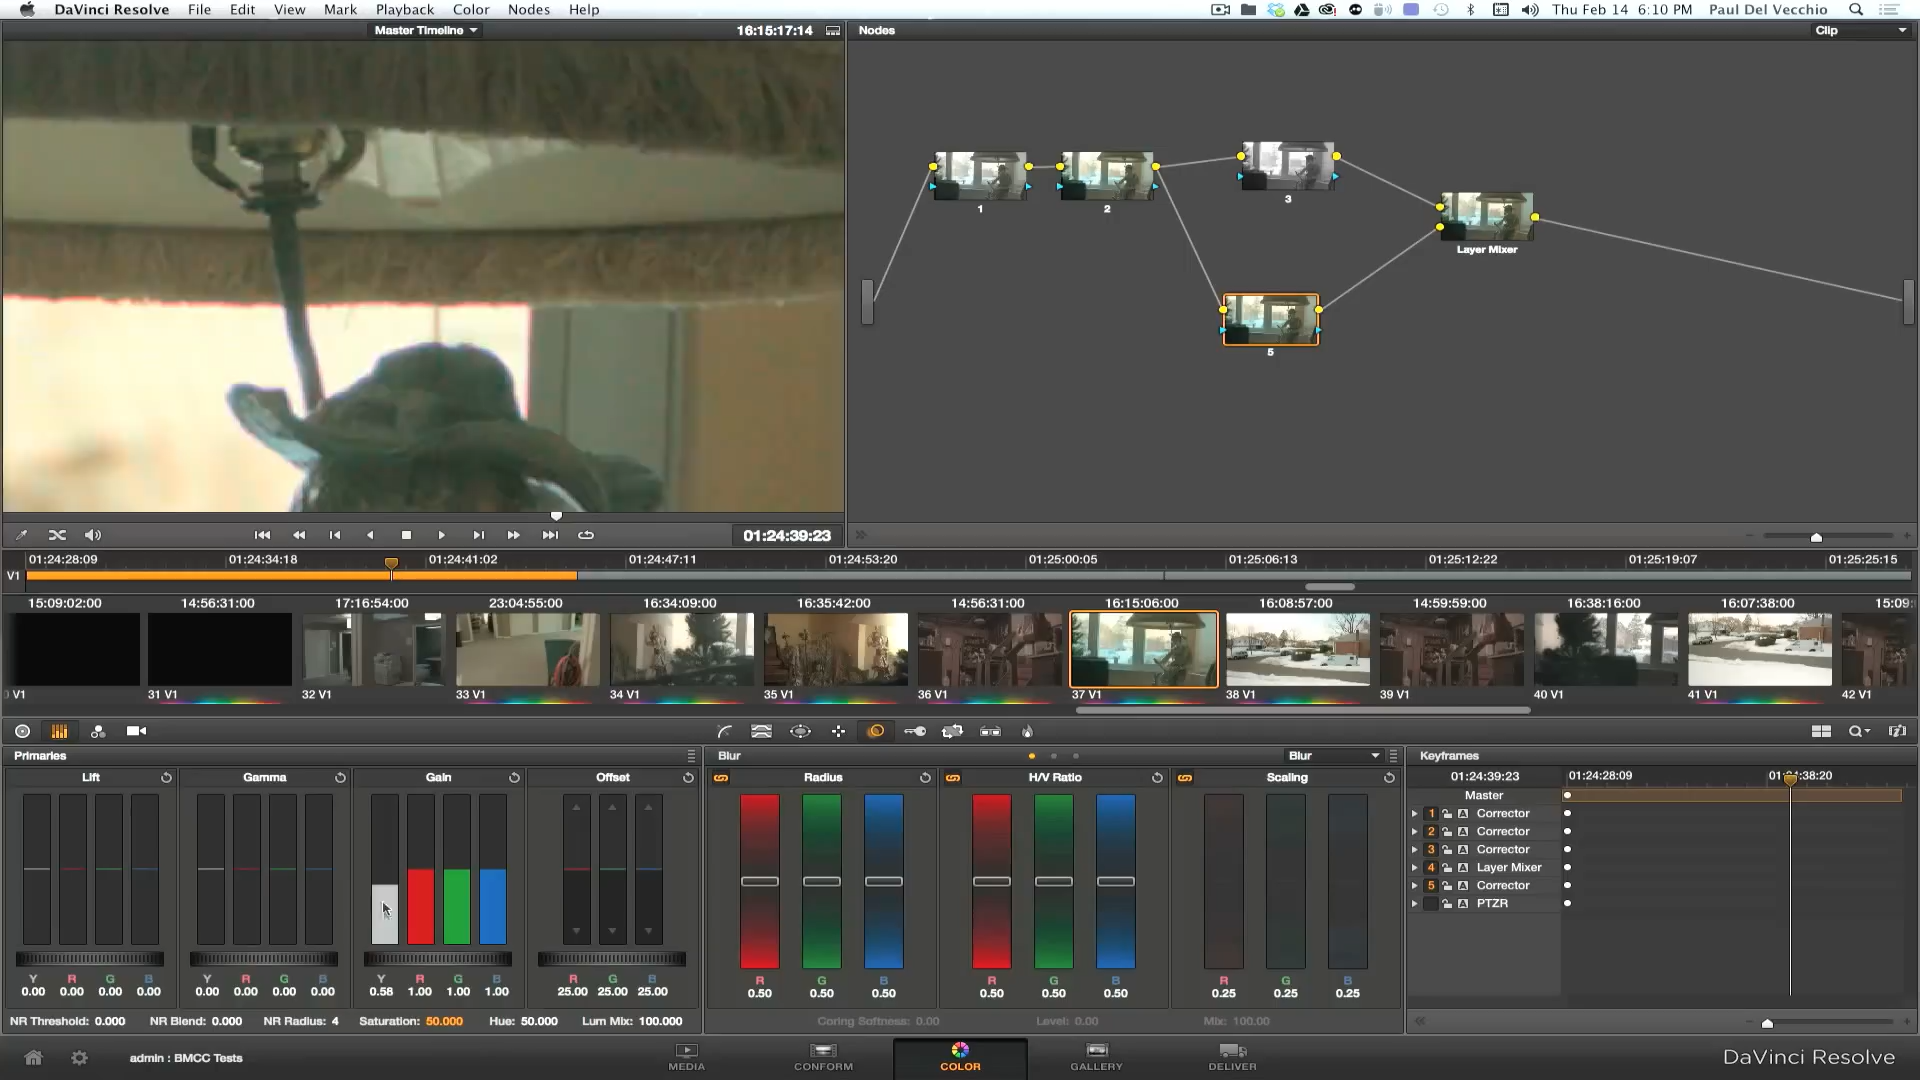 DaVinci Resolve File Edit View Mark Playback Color Nodes Help Thu Feb 14 6:10 PM Paul Del Vecchio
Master Timeline 16:15:17:14 Nodes Clip
1 2 3
Layer Mixer
5
01:24:39:23
01:24:28:09 01:24:34:18 01:24:41:02 01:24:47:11 01:24:53:20 01:25:00:05 01:25:06:13 01:25:12:22 01:25:19:07 01:25:25:15
V1
15:09:02:00 14:56:31:00 17:16:54:00 23:04:55:00 16:34:09:00 16:35:42:00 14:56:31:00 16:15:06:00 16:08:57:00 14:59:59:00 16:38:16:00 16:07:38:00 15:09:
V1 31 V1 32 V1 33 V1 34 V1 35 V1 36 V1 37 V1 38 V1 39 V1 40 V1 41 V1 42 V1
Primaries Blur Blur Keyframes
Lift Gamma Gain Offset Radius H/V Ratio Scaling
01:24:39:23 01:24:28:09
Master
1 A Corrector
2 A Corrector
3 A Corrector
4 A Layer Mixer
5 A Corrector
A PTZR
Y R G B Y R G B Y R G B R G B R G B R G B R G B
0.00 0.00 0.00 0.00 0.00 0.00 0.00 0.00 0.58 1.00 1.00 1.00 25.00 25.00 25.00 0.50 0.50 0.50 0.50 0.50 0.50 0.25 0.25 0.25
NR Threshold: 0.000 NR Blend: 0.000 NR Radius: 4 Saturation: 50.000 Hue: 50.000 Lum Mix: 100.000 Coring Softness: 0.00 Level: 0.00 Mix: 100.00
admin : BMCC Tests MEDIA CONFORM COLOR GALLERY DELIVER DaVinci Resolve